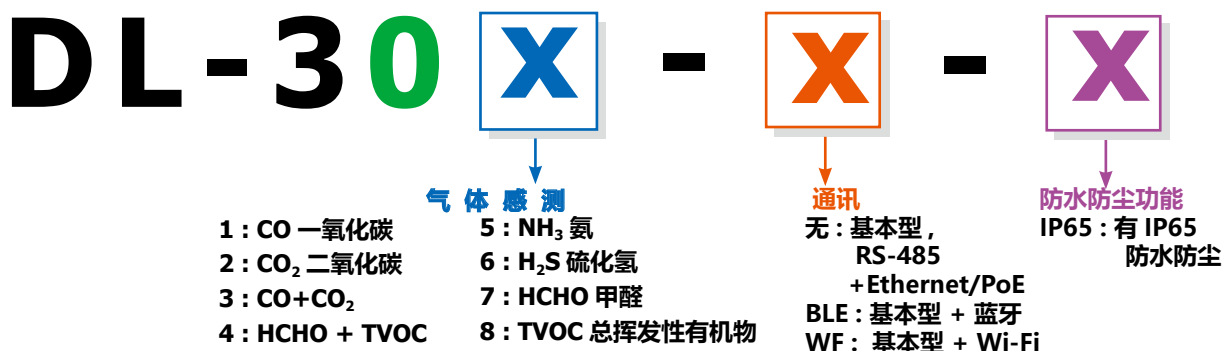 DL-30 X - X - X
气体感测
1 : CO 一氧化碳
2 : CO₂ 二氧化碳
3 : CO+CO₂
4 : HCHO + TVOC
5 : NH₃ 氨
6 : H₂S 硫化氢
7 : HCHO 甲醛
8 : TVOC 总挥发性有机物
通讯
无 : 基本型 ,
RS-485
+Ethernet/PoE
BLE : 基本型 + 蓝牙
WF : 基本型 + Wi-Fi
防水防尘功能
IP65 : 有 IP65
防水防尘